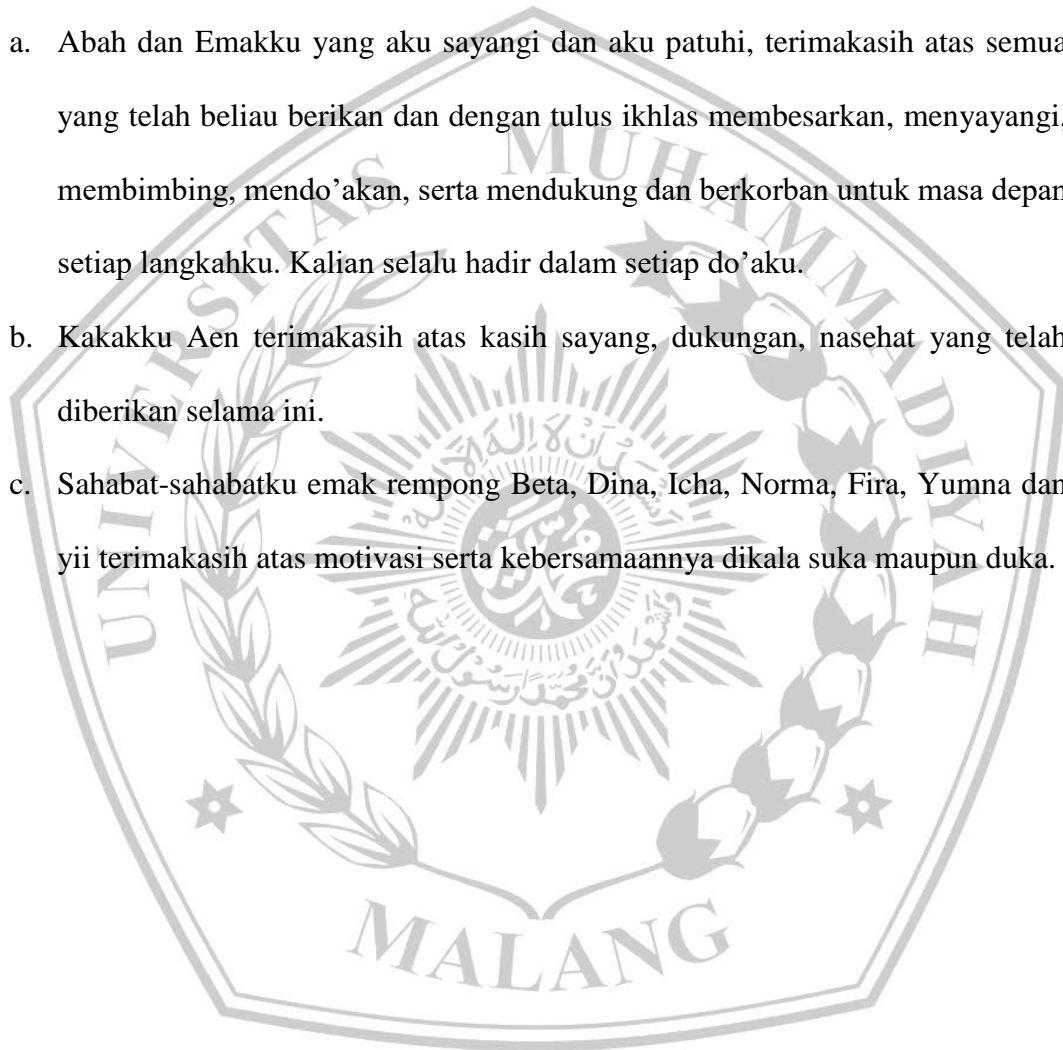 a. Abah dan Emakku yang aku sayangi dan aku patuhi, terimakasih atas semua
yang telah beliau berikan dan dengan tulus ikhlas membesarkan, menyayangi,
membimbing, mendo’akan, serta mendukung dan berkorban untuk masa depan
setiap langkahku. Kalian selalu hadir dalam setiap do’aku.
b. Kakakku Aen terimakasih atas kasih sayang, dukungan, nasehat yang telah
diberikan selama ini.
c. Sahabat-sahabatku emak rempong Beta, Dina, Icha, Norma, Fira, Yumna dan
yii terimakasih atas motivasi serta kebersamaannya dikala suka maupun duka.
UNIVERSITAS MUHAMMADIYAH
MALANG